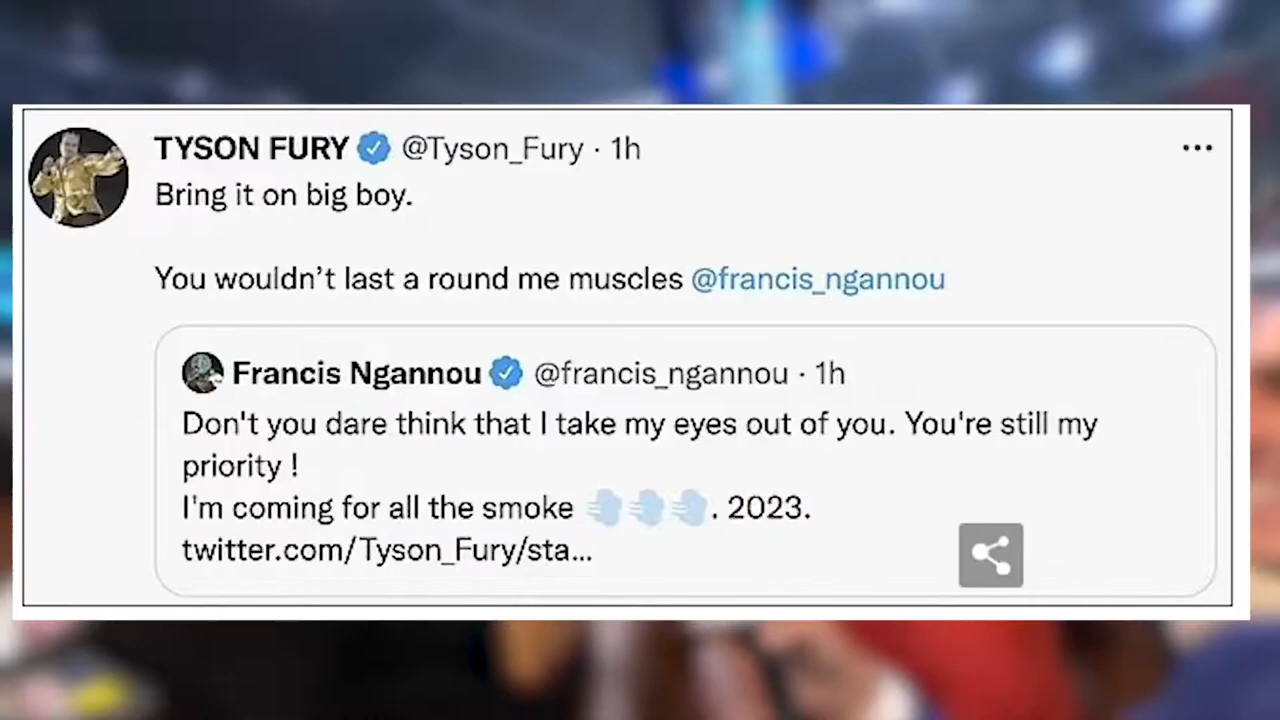 TYSON FURY @Tyson_Fury · 1h
Bring it on big boy.
You wouldn’t last a round me muscles @francis_ngannou
Francis Ngannou @francis_ngannou · 1h
Don't you dare think that I take my eyes out of you. You're still my
priority !
I'm coming for all the smoke 💨💨💨. 2023.
twitter.com/Tyson_Fury/sta...